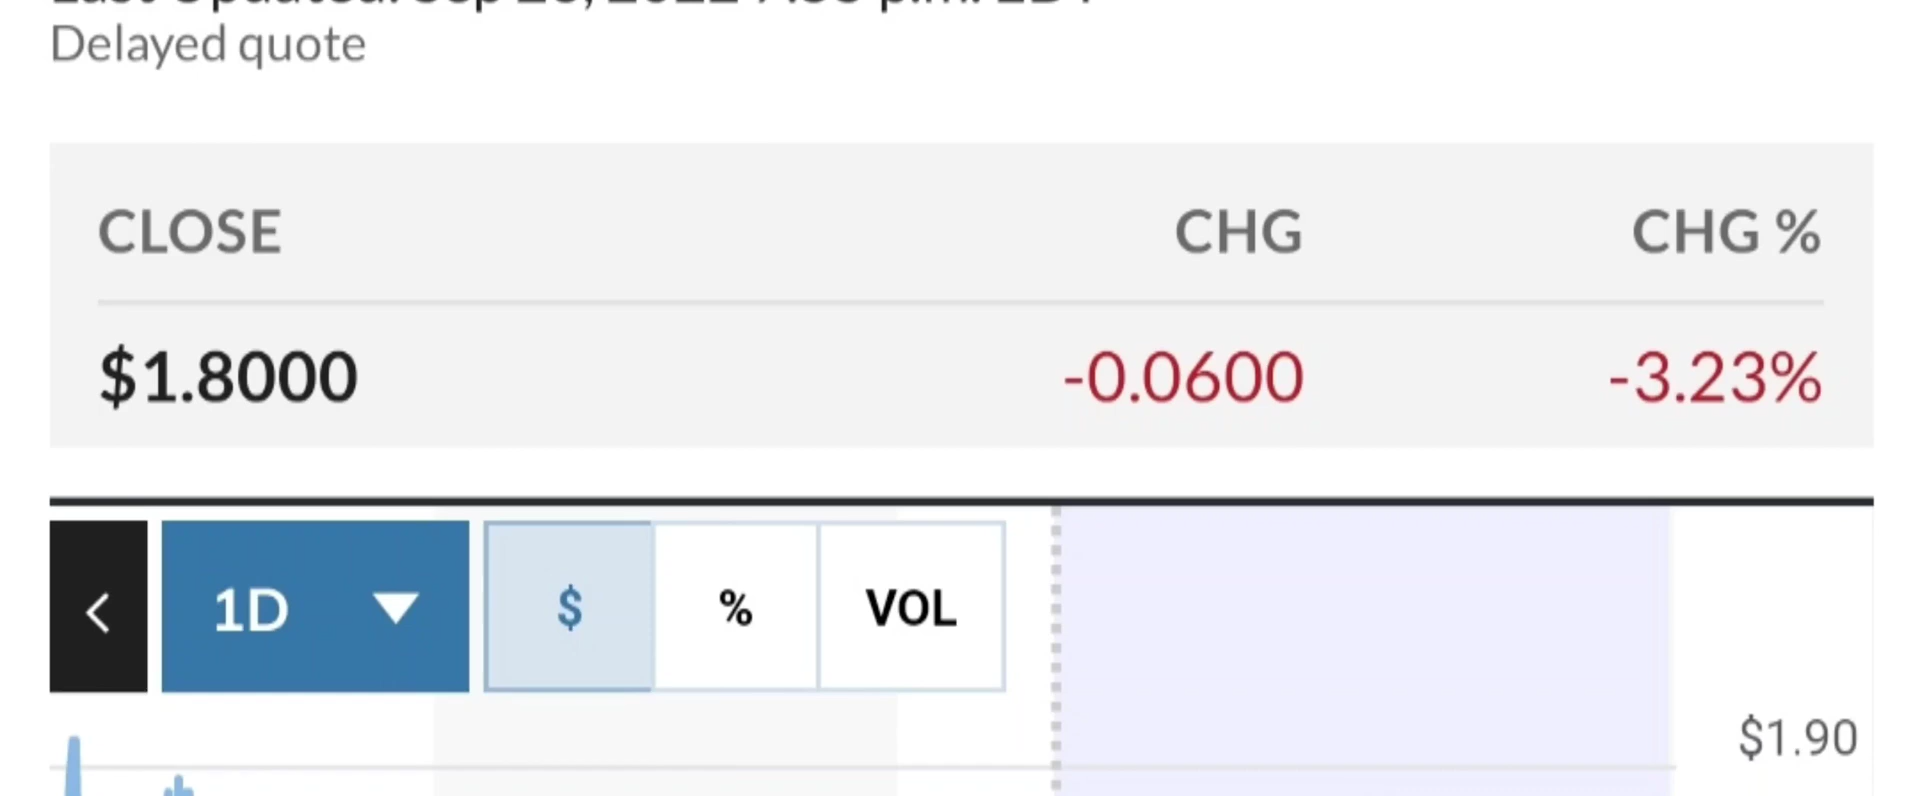 Delayed quote
CLOSE CHG CHG %
$1.8000 -0.0600 -3.23%
1D $ % VOL
$1.90